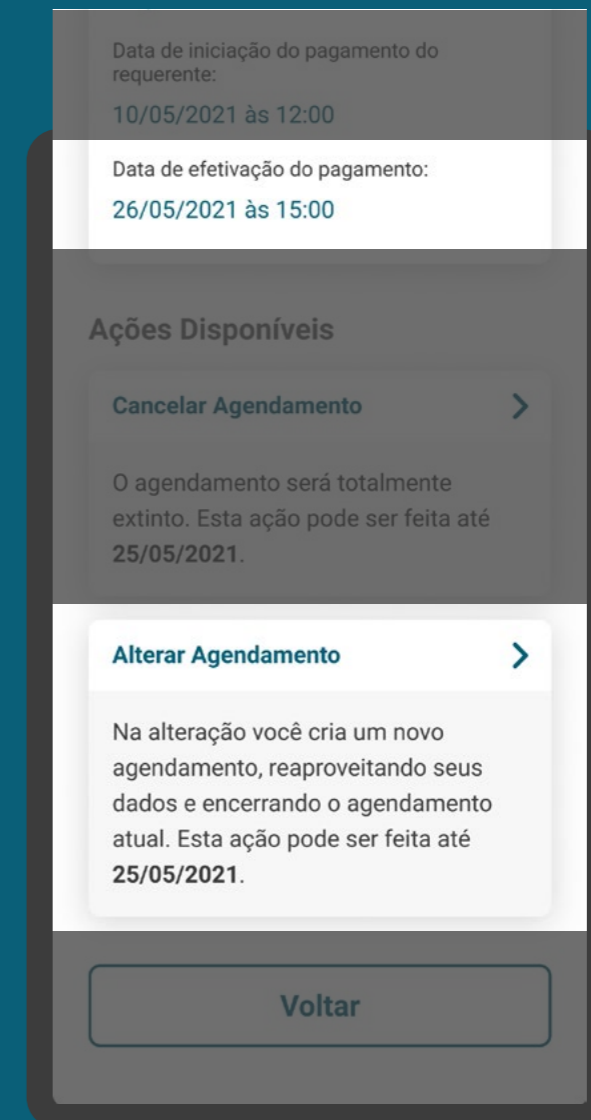 Data de iniciação do pagamento do
requerente:
10/05/2021 às 12:00
Data de efetivação do pagamento:
26/05/2021 às 15:00
Ações Disponíveis
Cancelar Agendamento
O agendamento será totalmente
extinto. Esta ação pode ser feita até
25/05/2021.
Alterar Agendamento
Na alteração você cria um novo
agendamento, reaproveitando seus
dados e encerrando o agendamento
atual. Esta ação pode ser feita até
25/05/2021.
Voltar